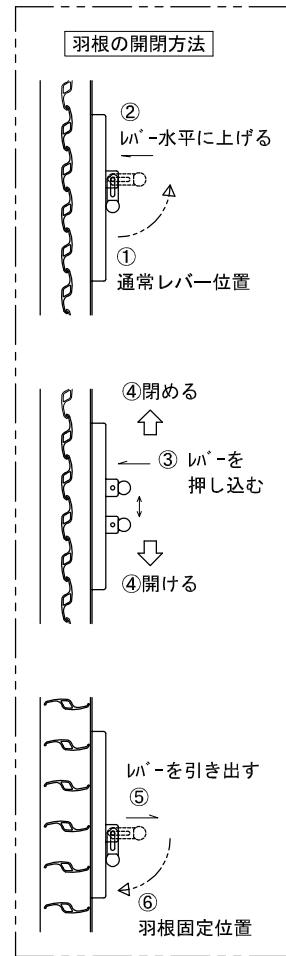 羽根の開閉方法
②
ﾚﾊﾞｰ水平に上げる
①
通常レバー位置
④閉める
③ ﾚﾊﾞｰを
押し込む
④開ける
ﾚﾊﾞｰを引き出す
⑤
⑥
羽根固定位置